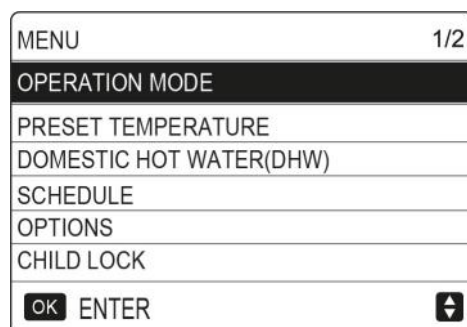 MENU 1/2
OPERATION MODE
PRESET TEMPERATURE
DOMESTIC HOT WATER(DHW)
SCHEDULE
OPTIONS
CHILD LOCK
OK ENTER